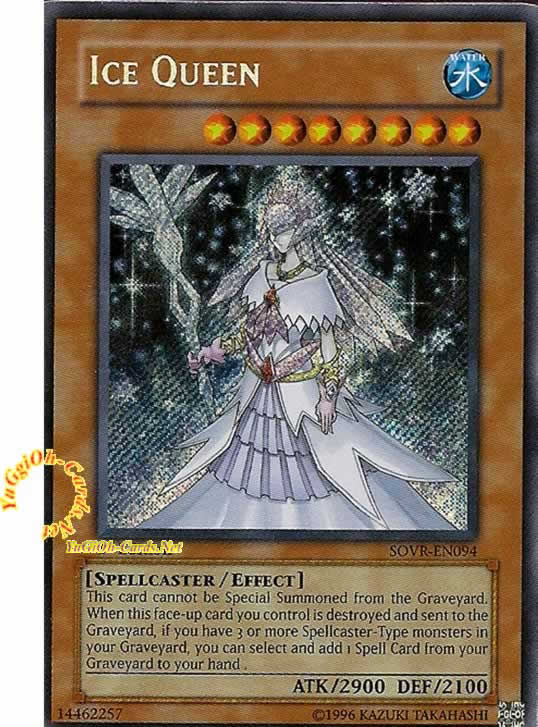 Ice Queen
WATER
水
SOVR-EN094
[Spellcaster / Effect]
This card cannot be Special Summoned from the Graveyard.
When this face-up card you control is destroyed and sent to the
Graveyard, if you have 3 or more Spellcaster-Type monsters in
your Graveyard, you can select and add 1 Spell Card from your
Graveyard to your hand .
ATK/2900 DEF/2100
14462257
©1996 KAZUKI TAKAHASHI
YuGgiOh-Cards.Net
YuGiOh-Cards.Net